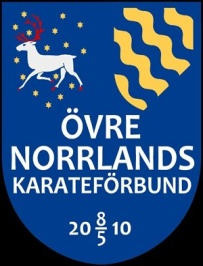 ÖVRE
NORRLANDS
KARATEFÖRBUND
20 8/5 10